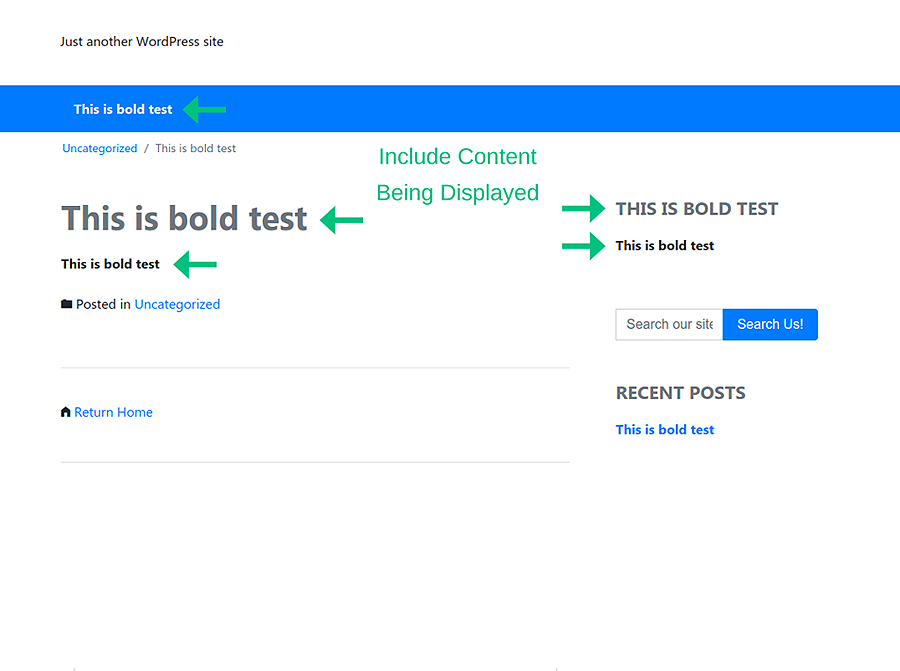 Just another WordPress site
This is bold test
Uncategorized / This is bold test
Include Content
Being Displayed
This is bold test
This is bold test
Posted in Uncategorized
Return Home
THIS IS BOLD TEST
This is bold test
Search our site
Search Us!
RECENT POSTS
This is bold test